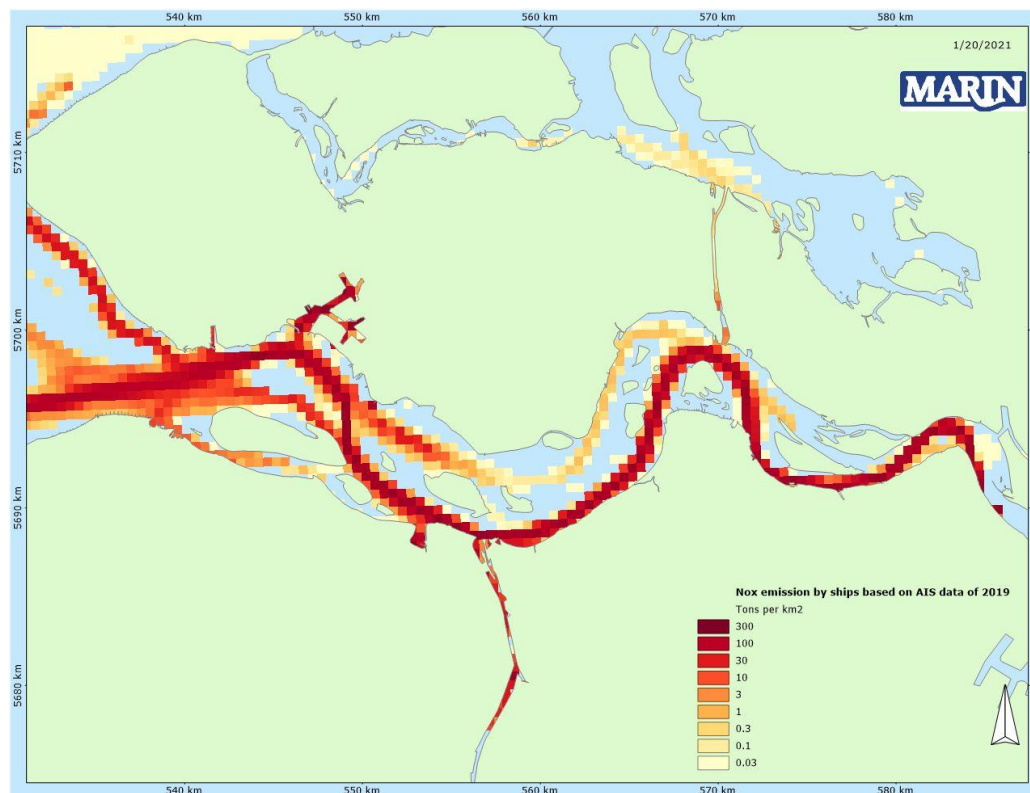 540 km 550 km 560 km 570 km 580 km
1/20/2021
MARIN
5710 km
5700 km
5690 km
5680 km
Nox emission by ships based on AIS data of 2019
Tons per km2
300
100
30
10
3
1
0.3
0.1
0.03
540 km 550 km 560 km 570 km 580 km